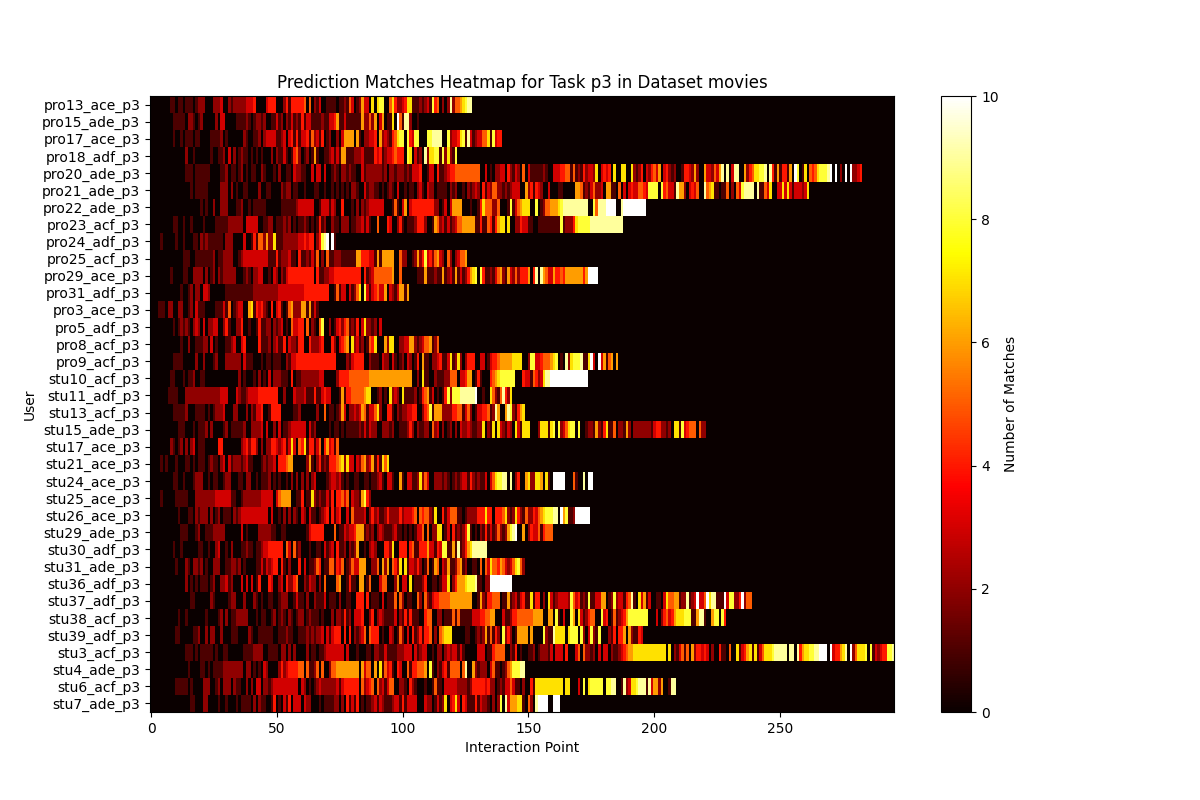 Prediction Matches Heatmap for Task p3 in Dataset movies
pro13_ace_p3
pro15_ade_p3
pro17_ace_p3
pro18_adf_p3
pro20_ade_p3
pro21_ade_p3
pro22_ade_p3
pro23_acf_p3
pro24_adf_p3
pro25_acf_p3
pro29_ace_p3
pro31_adf_p3
pro3_ace_p3
pro5_adf_p3
pro8_acf_p3
pro9_acf_p3
stu10_acf_p3
stu11_adf_p3
stu13_acf_p3
stu15_ade_p3
stu17_ace_p3
stu21_ace_p3
stu24_ace_p3
stu25_ace_p3
stu26_ace_p3
stu29_ade_p3
stu30_adf_p3
stu31_ade_p3
stu36_adf_p3
stu37_adf_p3
stu38_acf_p3
stu39_adf_p3
stu3_acf_p3
stu4_ade_p3
stu6_acf_p3
stu7_ade_p3
User
0 50 100 150 200 250
Interaction Point
10
8
6
4
2
0
Number of Matches